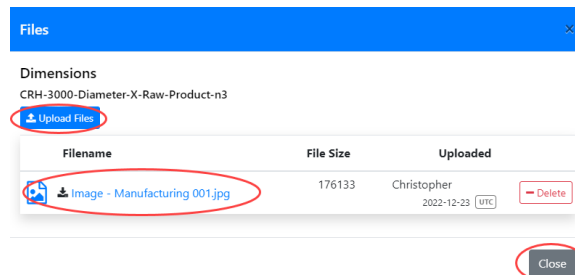 Files ×
Dimensions
CRH-3000-Diameter-X-Raw-Product-n3
Upload Files
Filename File Size Uploaded
Image - Manufacturing 001.jpg 176133 Christopher
2022-12-23 UTC
Delete
Close